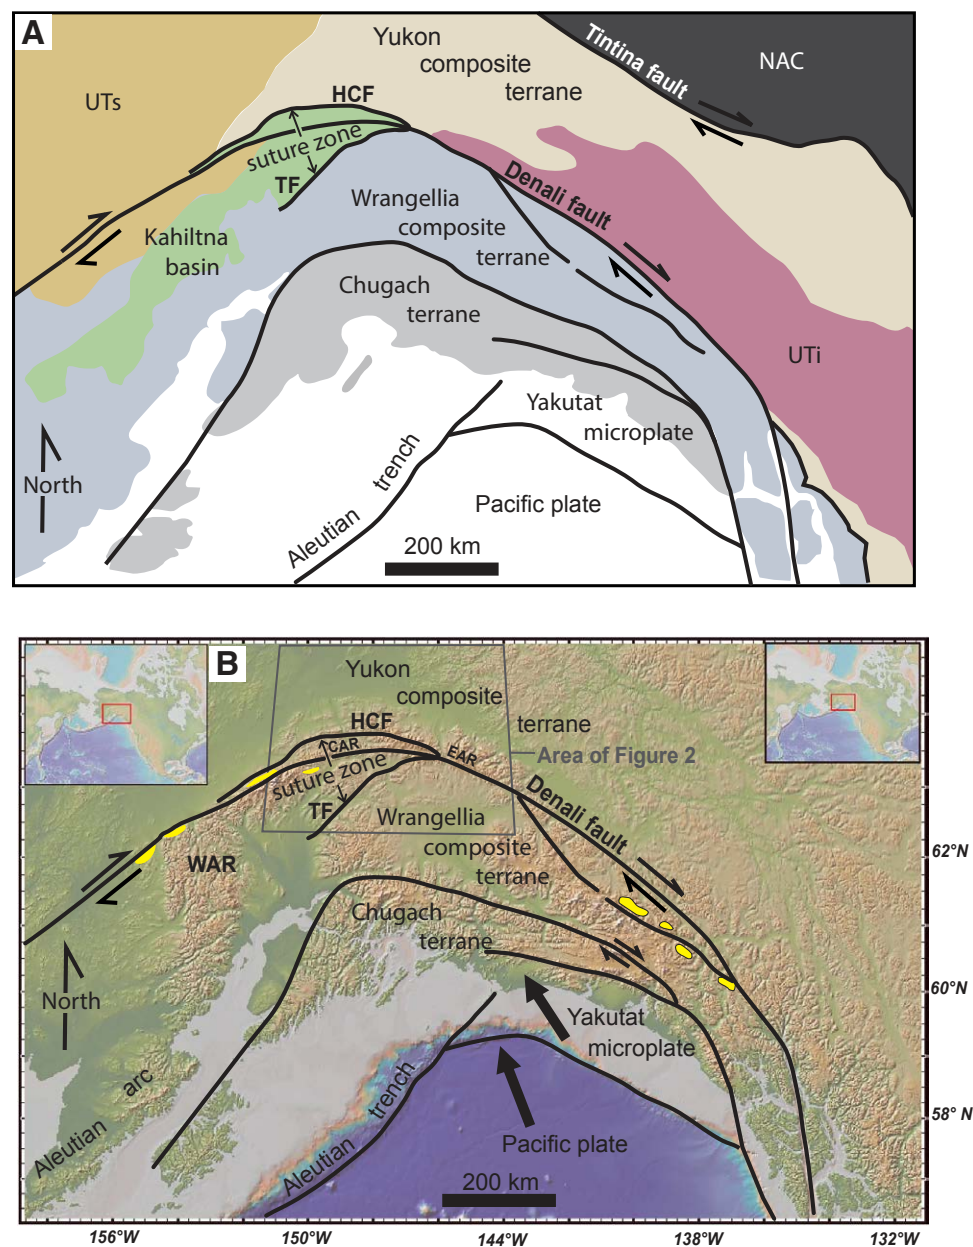 A
Yukon
composite
terrane
Tintina fault
NAC
UTs
HCF
suture zone
TF
Denali fault
Wrangellia
composite
terrane
Kahiltna
basin
Chugach
terrane
UTi
Yakutat
microplate
North
Aleutian
trench
Pacific plate
200 km
B
Yukon
composite
terrane
HCF
CAR
EAR
Area of Figure 2
suture zone
TF
Denali fault
Wrangellia
composite
terrane
WAR
62°N
Chugach
terrane
North
60°N
Yakutat
microplate
Aleutian
arc
Aleutian
trench
58° N
Pacific plate
200 km
156°W
150°W
144°W
138°W
132°W